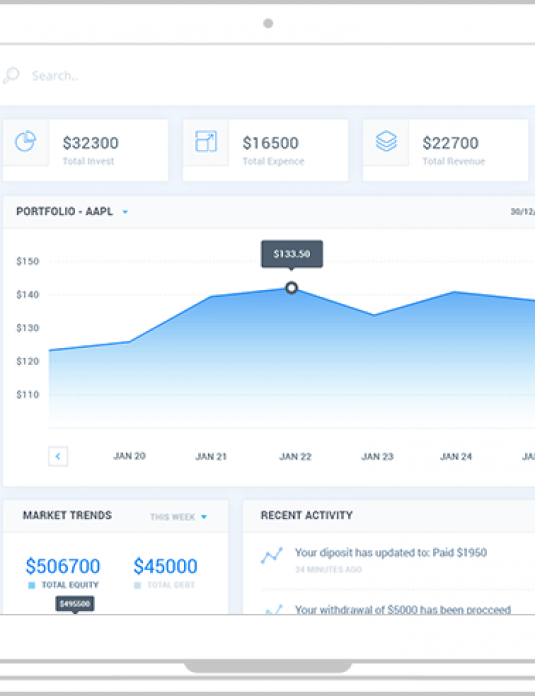 Search..
$32300
Total Invest
$16500
Total Expence
$22700
Total Revenue
PORTFOLIO - AAPL
30/12/
$133.50
$150
$140
$130
$120
$110
JAN 20
JAN 21
JAN 22
JAN 23
JAN 24
JA
MARKET TRENDS
THIS WEEK
$506700
TOTAL EQUITY
$45000
TOTAL DEBT
$495500
RECENT ACTIVITY
Your diposit has updated to: Paid $1950
34 MINUTES AGO
Your withdrawal of $5000 has been procceed